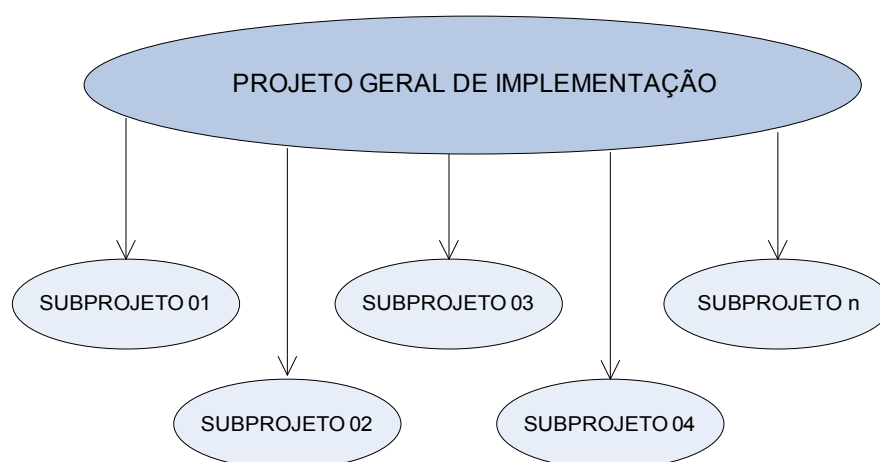 PROJETO GERAL DE IMPLEMENTAÇÃO
SUBPROJETO 01
SUBPROJETO 03
SUBPROJETO n
SUBPROJETO 02
SUBPROJETO 04